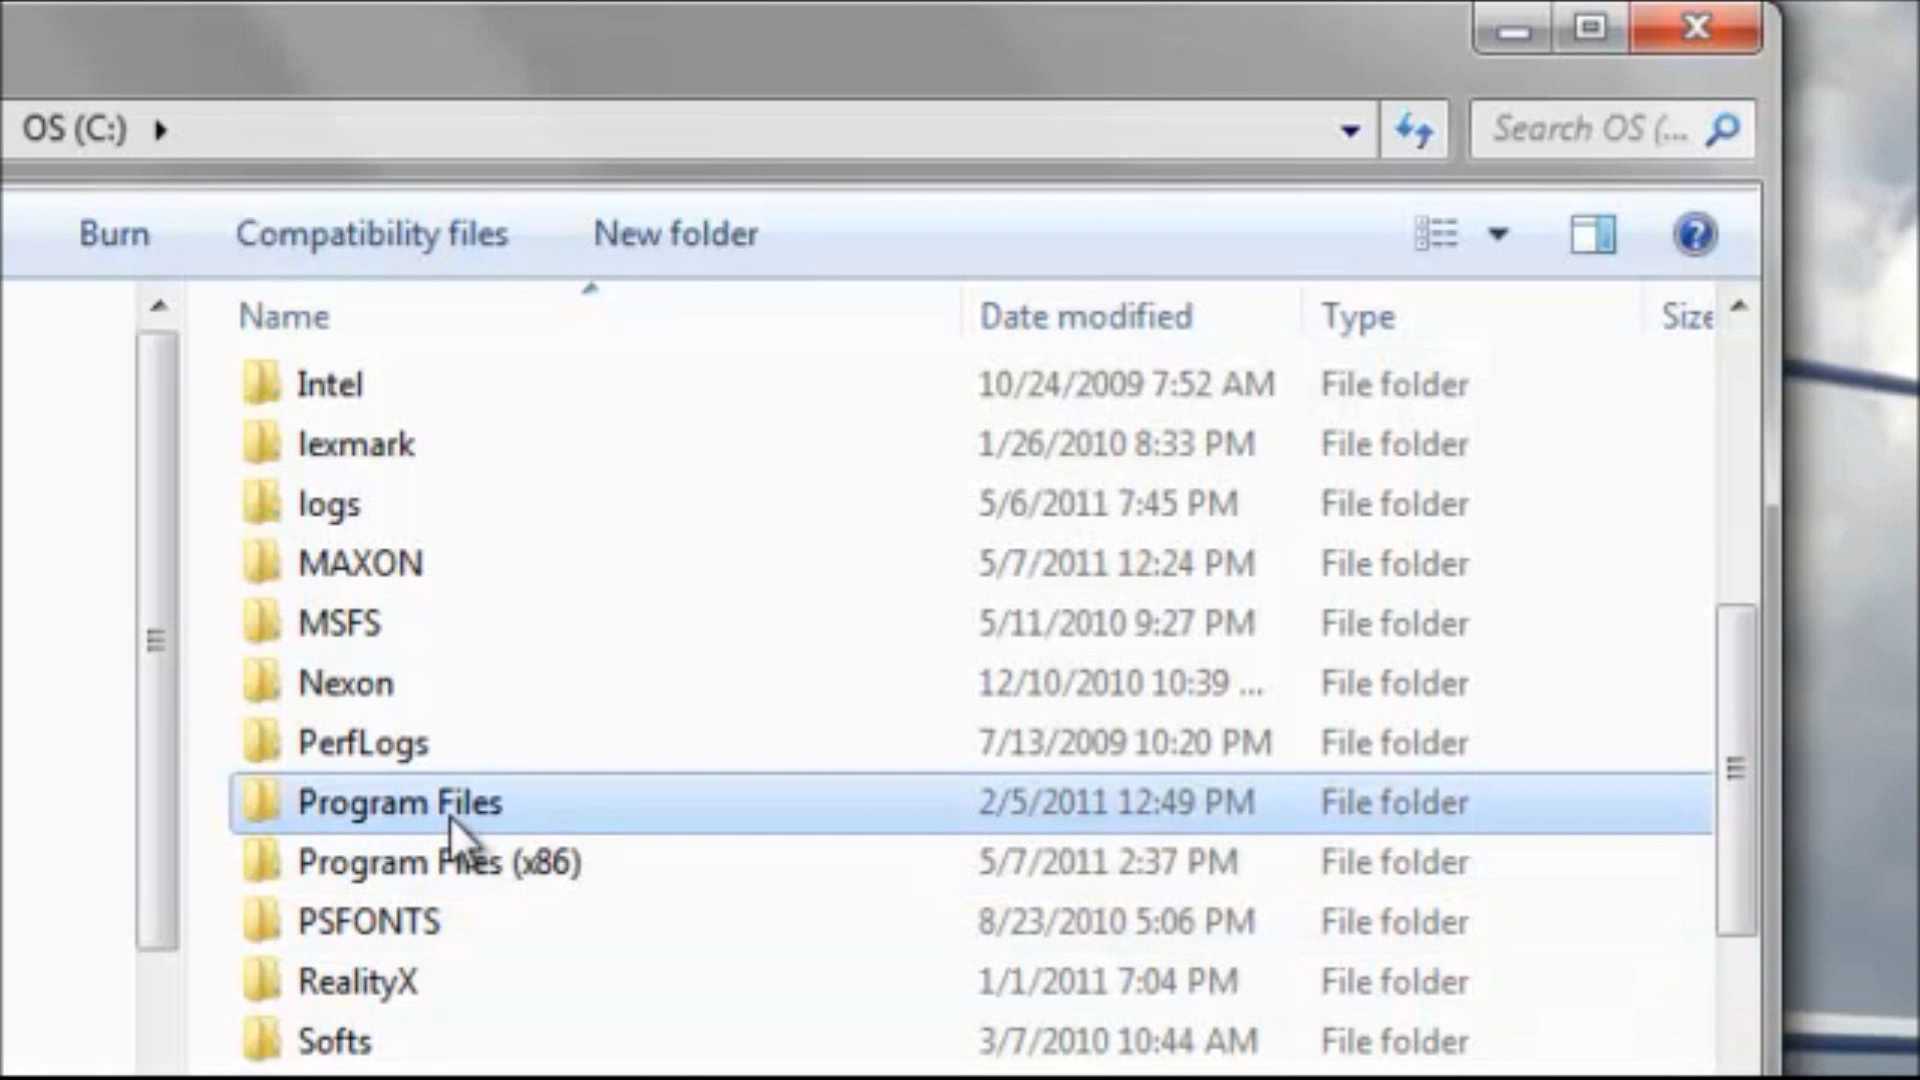 OS (C:)
Search OS (...
Burn Compatibility files New folder
Name Date modified Type Size
Intel 10/24/2009 7:52 AM File folder
lexmark 1/26/2010 8:33 PM File folder
logs 5/6/2011 7:45 PM File folder
MAXON 5/7/2011 12:24 PM File folder
MSFS 5/11/2010 9:27 PM File folder
Nexon 12/10/2010 10:39 ... File folder
PerfLogs 7/13/2009 10:20 PM File folder
Program Files 2/5/2011 12:49 PM File folder
Program Files (x86) 5/7/2011 2:37 PM File folder
PSFONTS 8/23/2010 5:06 PM File folder
RealityX 1/1/2011 7:04 PM File folder
Softs 3/7/2010 10:44 AM File folder